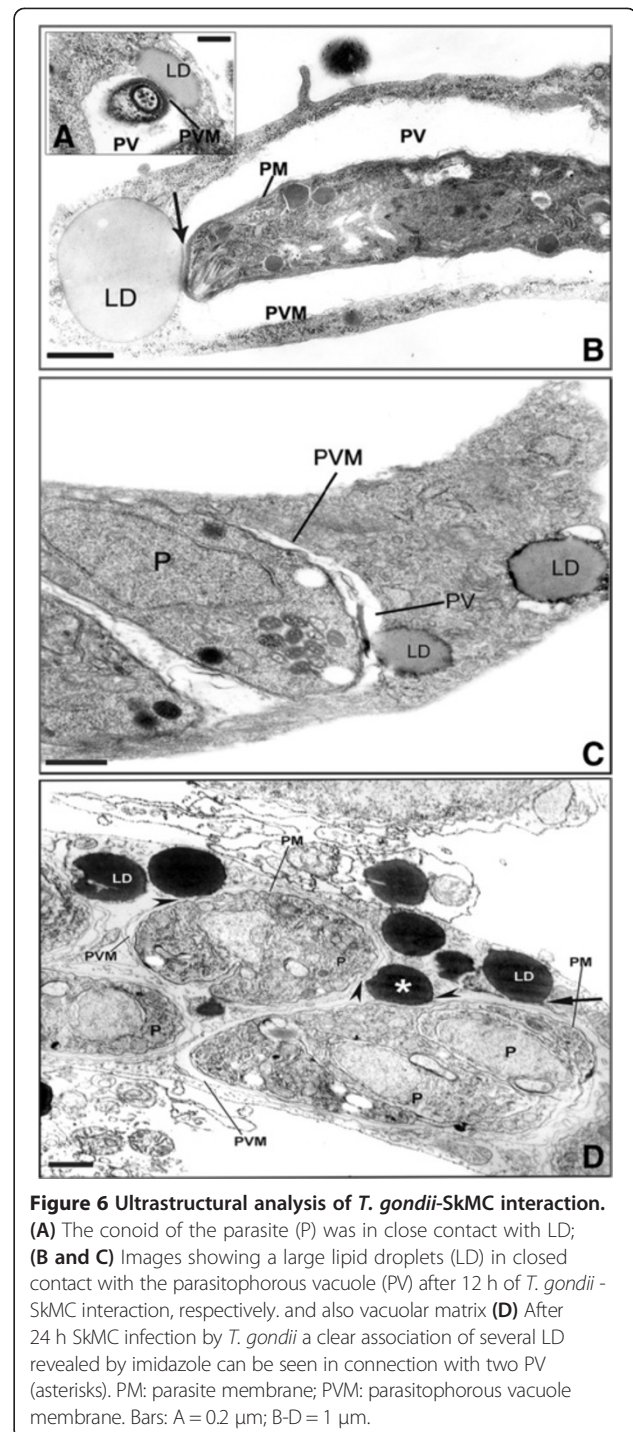 LD
A
PV
PVM
PV
PM
LD
PVM
B
PVM
P
PV
LD
LD
C
PM
LD
PVM
P
*
LD
PM
P
P
P
PVM
D
Figure 6 Ultrastructural analysis of T. gondii-SkMC interaction.
(A) The conoid of the parasite (P) was in close contact with LD;
(B and C) Images showing a large lipid droplets (LD) in closed
contact with the parasitophorous vacuole (PV) after 12 h of T. gondii -
SkMC interaction, respectively. and also vacuolar matrix (D) After
24 h SkMC infection by T. gondii a clear association of several LD
revealed by imidazole can be seen in connection with two PV
(asterisks). PM: parasite membrane; PVM: parasitophorous vacuole
membrane. Bars: A = 0.2 μm; B-D = 1 μm.